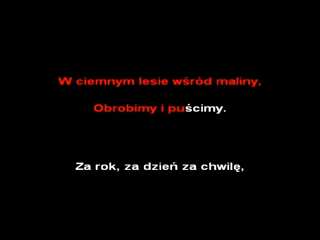 W ciemnym lesie wśród maliny,
Obrobimy i puścimy.
Za rok, za dzień za chwilę,